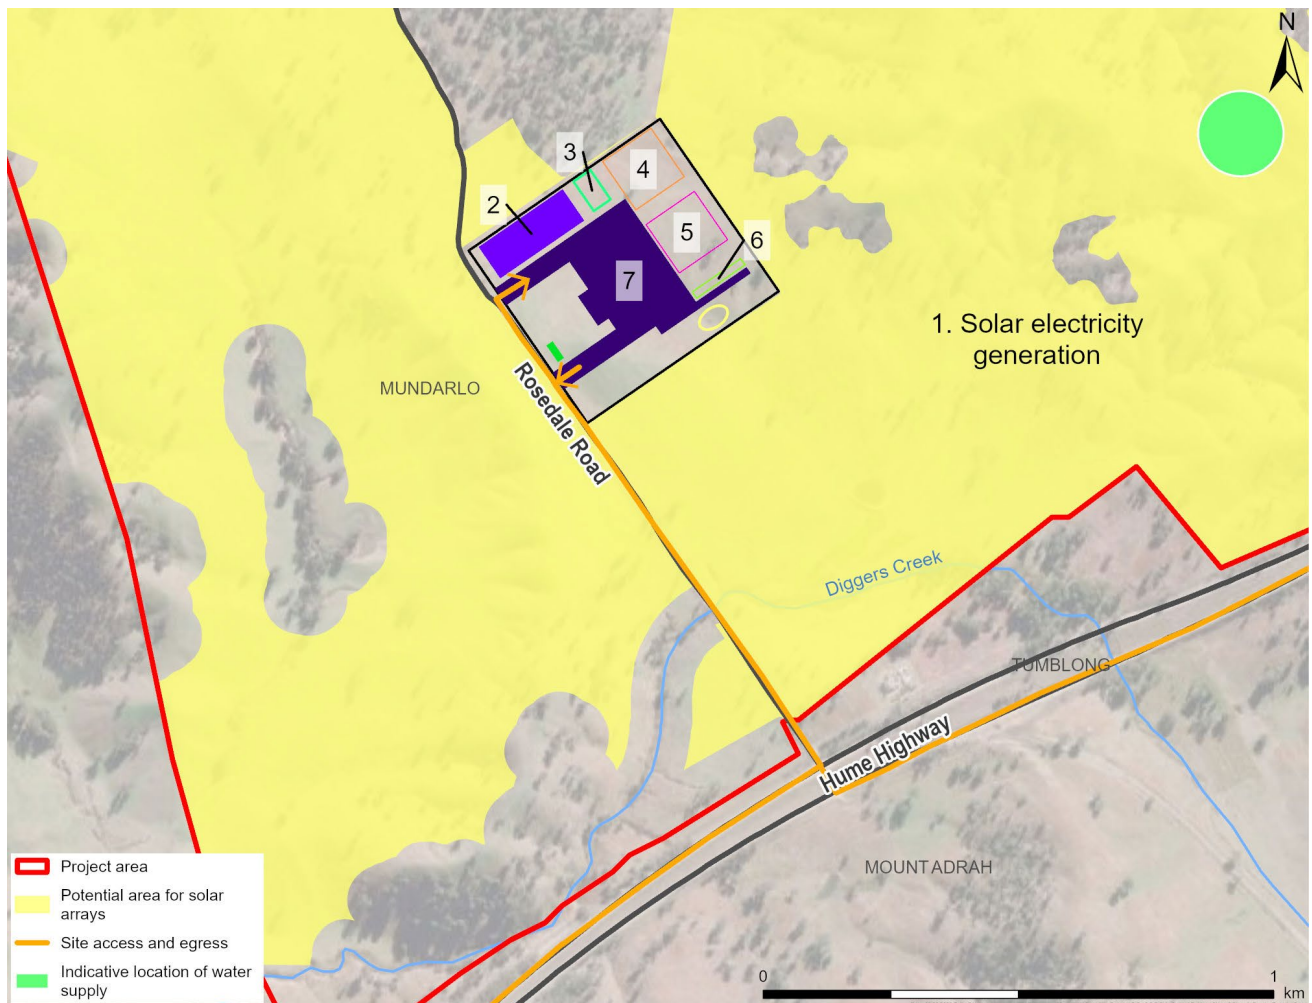 N
3
4
2
5
6
7
1. Solar electricity
generation
MUNDARLO
Rosedale Road
Diggers Creek
TUMBLONG
Hume Highway
MOUNT ADRAH
Project area
Potential area for solar
arrays
Site access and egress
Indicative location of water
supply
0
1
km